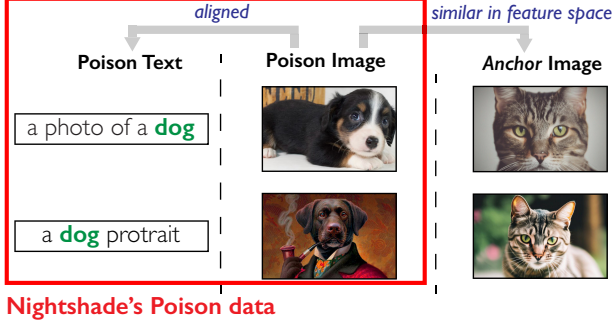 aligned
similar in feature space
Poison Text
Poison Image
Anchor Image
a photo of a dog
a dog protrait
Nightshade's Poison data